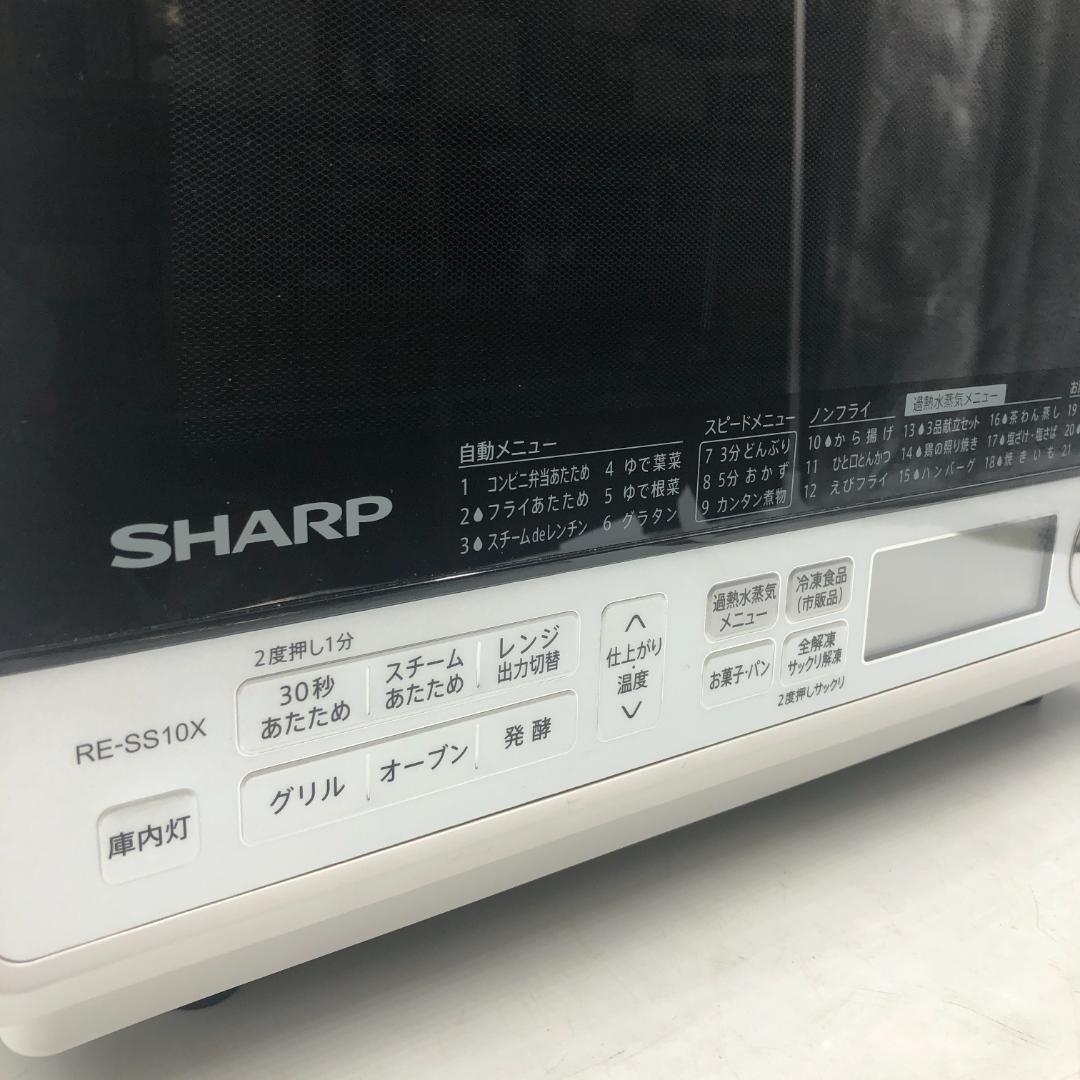 SHARP
自動メニュー
1 コンビニ弁当あたため
2 フライあたため
3 スチームdeレンチン
4 ゆで葉菜
5 ゆで根菜
6 グラタン
スピードメニュー
7 3分どんぶり
8 5分おかず
9 カンタン煮物
ノンフライ
10 から揚げ
11 ひと口とんかつ
12 えびフライ
過熱水蒸気メニュー
13 3品献立セット
14 鶏の照り焼き
15 ハンバーグ
16 茶わん蒸し
17 塩ざけ・塩さば
18 焼きいも
お
19
20
21
RE-SS10X
庫内灯
2度押し1分
30秒
あたため
スチーム
あたため
レンジ
出力切替
グリル
オーブン
発酵
仕上がり
・
温度
過熱水蒸気
メニュー
冷凍食品
(市販品)
お菓子・パン
全解凍
サックリ解凍
2度押しサックリ